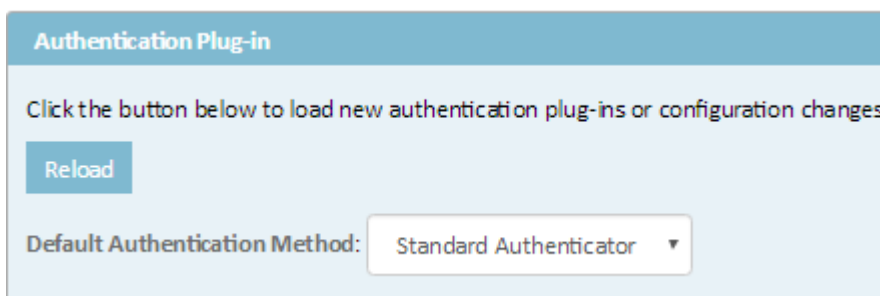 Authentication Plug-in
Click the button below to load new authentication plug-ins or configuration changes
Reload
Default Authentication Method: Standard Authenticator